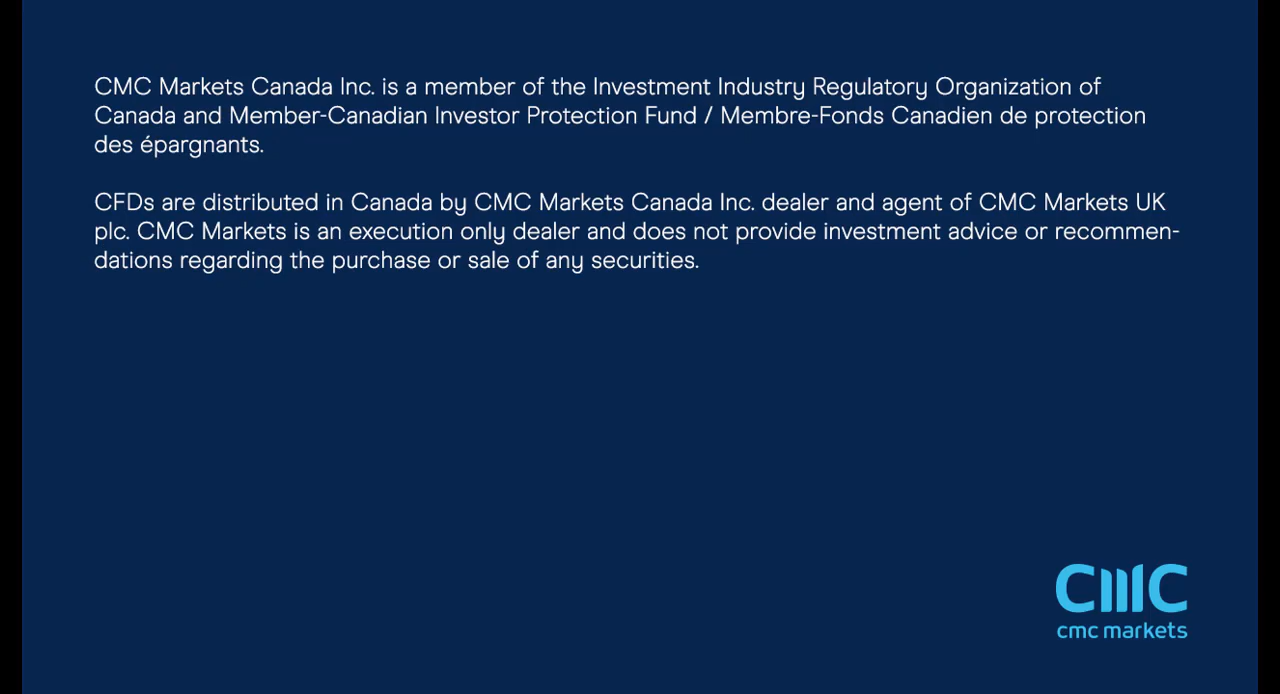 CMC Markets Canada Inc. is a member of the Investment Industry Regulatory Organization of
Canada and Member-Canadian Investor Protection Fund / Membre-Fonds Canadien de protection
des épargnants.
CFDs are distributed in Canada by CMC Markets Canada Inc. dealer and agent of CMC Markets UK
plc. CMC Markets is an execution only dealer and does not provide investment advice or recommen-
dations regarding the purchase or sale of any securities.
CMC
cmc markets